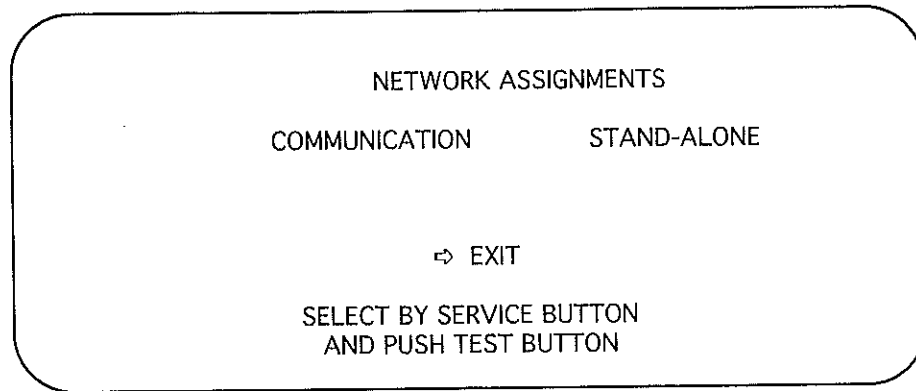 NETWORK ASSIGNMENTS
COMMUNICATION STAND-ALONE
⇨ EXIT
SELECT BY SERVICE BUTTON
AND PUSH TEST BUTTON